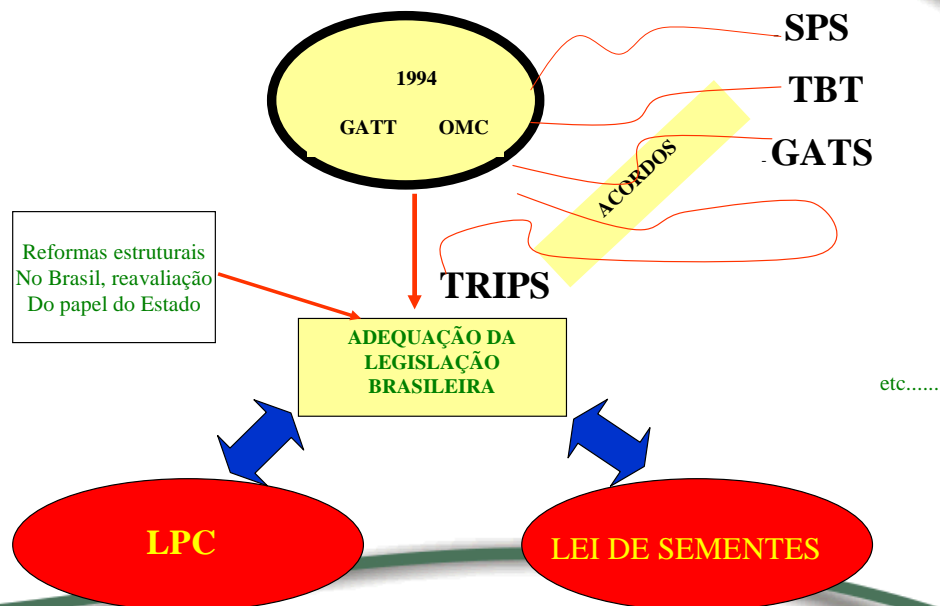 1994
GATT OMC
SPS
TBT
- GATS
ACORDOS
TRIPS
Reformas estruturais
No Brasil, reavaliação
Do papel do Estado
ADEQUAÇÃO DA
LEGISLAÇÃO
BRASILEIRA
etc......
LPC
LEI DE SEMENTES